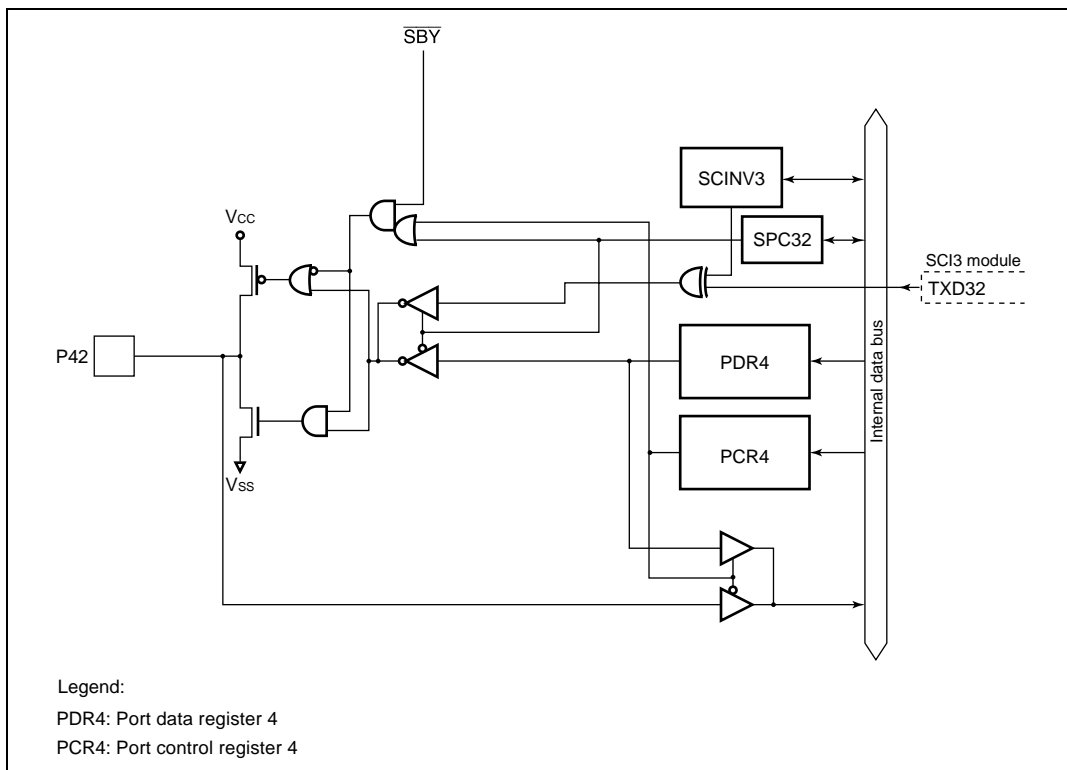 SBY
SCINV3
VCC
SPC32
SCI3 module
TXD32
P42
PDR4
Internal data bus
PCR4
VSS
Legend:
PDR4: Port data register 4
PCR4: Port control register 4